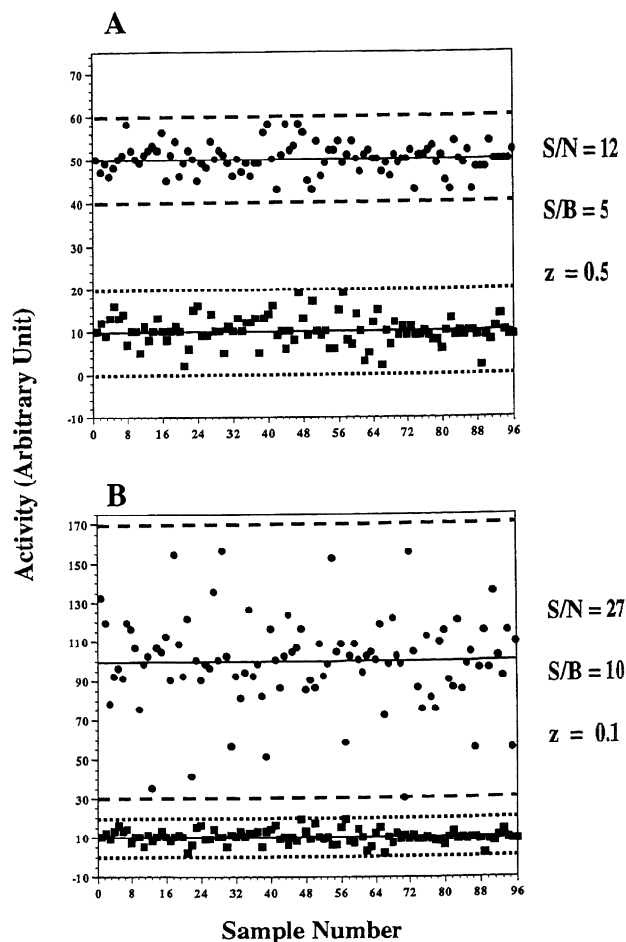 A
70
60
50
40
30
20
10
0
-10
0 8 16 24 32 40 48 56 64 72 80 88 96
S/N = 12
S/B = 5
z = 0.5
Activity (Arbitrary Unit)
B
170
150
130
110
90
70
50
30
10
-10
0 8 16 24 32 40 48 56 64 72 80 88 96
S/N = 27
S/B = 10
z = 0.1
Sample Number